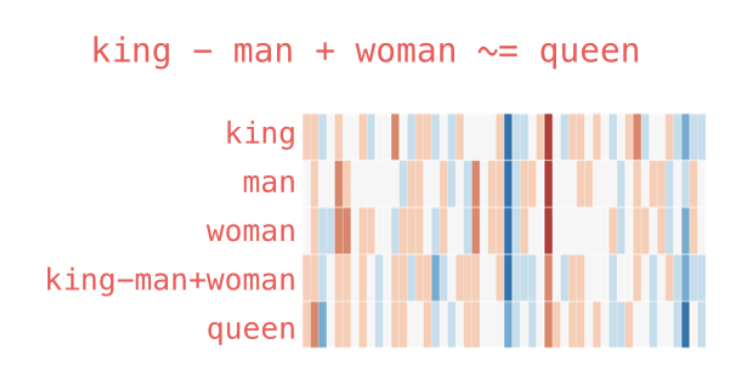 king − man + woman ~= queen
king
man
woman
king−man+woman
queen